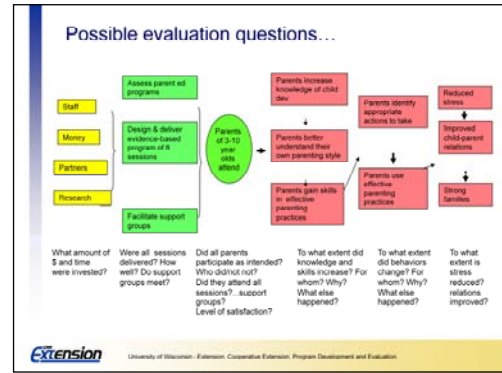 Possible evaluation questions…
Staff
Money
Partners
Research
Assess parent ed
programs
Design & deliver
evidence-based
program of 8
sessions
Facilitate support
groups
Parents
of 3-10
year
olds
attend
Parents increase
knowledge of child
dev
Parents better
understand their
own parenting style
Parents gain skills
in effective
parenting
practices
Parents identify
appropriate
actions to take
Parents use
effective
parenting
practices
Reduced
stress
Improved
child-parent
relations
Strong
families
What amount of
$ and time
were invested?
Were all sessions
delivered? How
well? Do support
groups meet?
Did all parents
participate as intended?
Who did/not not?
Did they attend all
sessions?...support
groups?
Level of satisfaction?
To what extent did
knowledge and
skills increase? For
whom? Why?
What else
happened?
To what extent
did behaviors
change? For
whom? Why?
What else
happened?
To what
extent is
stress
reduced?
relations
improved?
Extension
University of Wisconsin - Extension, Cooperative Extension, Program Development and Evaluation